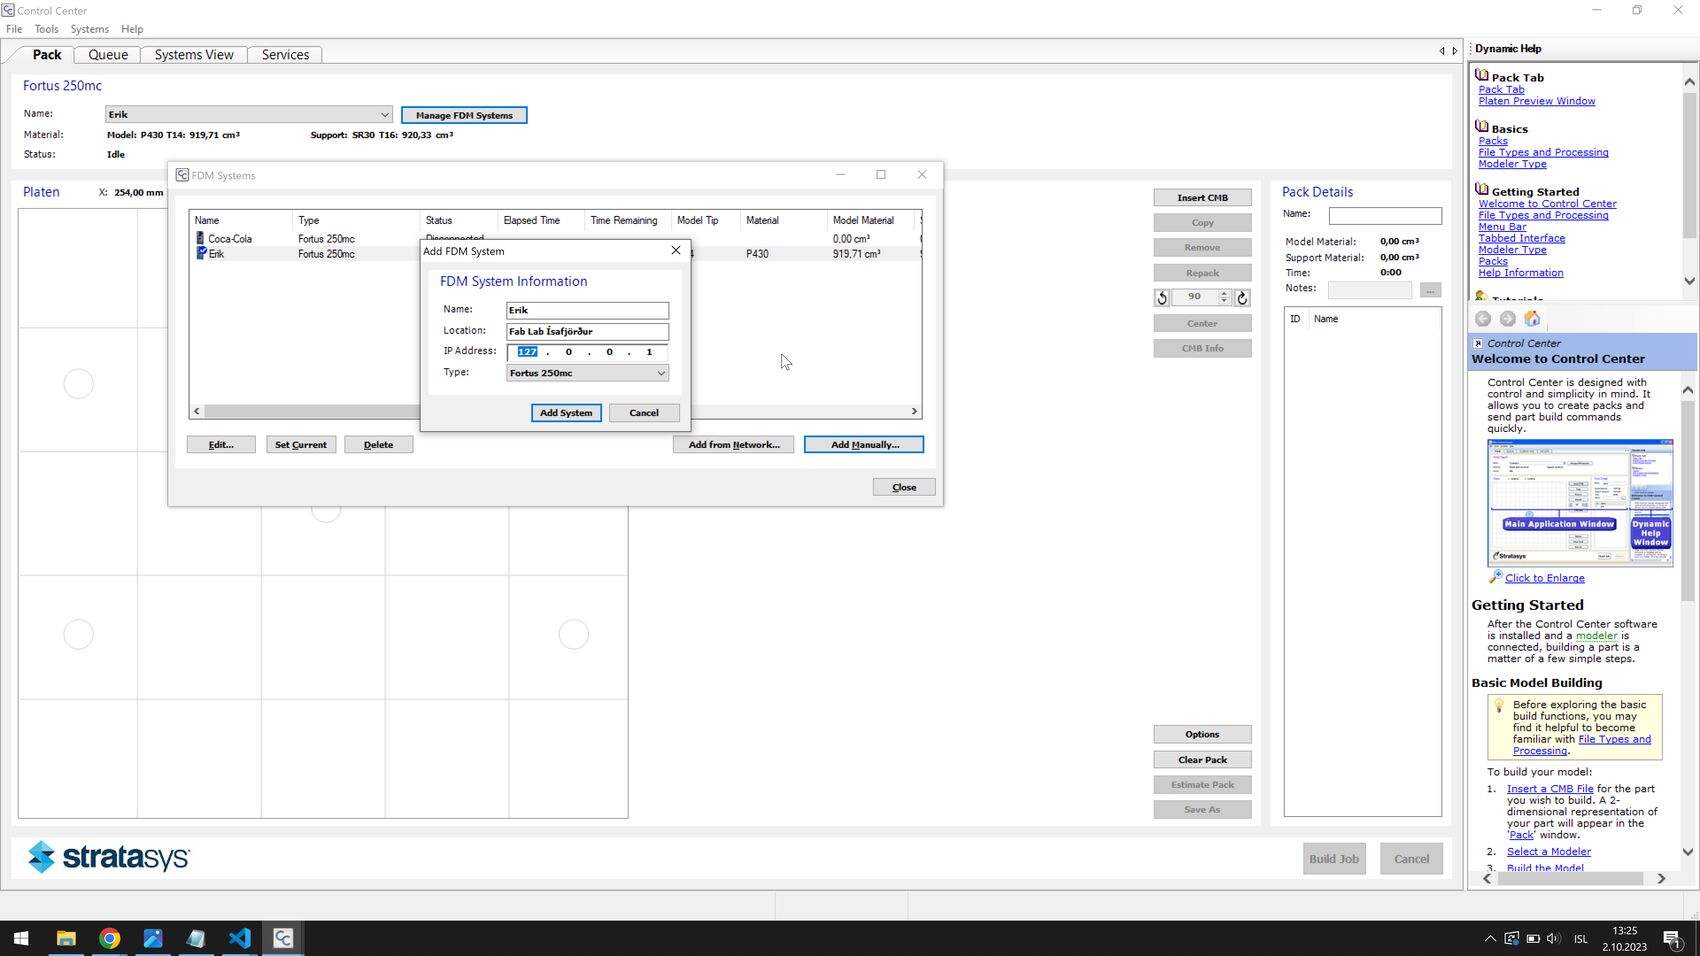 Control Center
File Tools Systems Help
Pack Queue Systems View Services
Fortus 250mc
Name: Erik Manage FDM Systems
Material: Model: P430 T14: 919,71 cm³ Support: SR30 T16: 920,33 cm³
Status: Idle
Platen X: 254,00 mm
FDM Systems
Name Type Status Elapsed Time Time Remaining Model Tip Material Model Material
Coca-Cola Fortus 250mc Disconnected 0,00 cm³
Erik Fortus 250mc P430 919,71 cm³
Add FDM System
FDM System Information
Name: Erik
Location: Fab Lab Ísafjörður
IP Address: 127 . 0 . 0 . 1
Type: Fortus 250mc
Add System Cancel
Edit... Set Current Delete Add from Network... Add Manually...
Close
Insert CMB
Copy
Remove
Repack
90
Center
CMB Info
Options
Clear Pack
Estimate Pack
Save As
Pack Details
Name:
Model Material: 0,00 cm³
Support Material: 0,00 cm³
Time: 0:00
Notes: ...
ID Name
stratasys
Build Job Cancel
Dynamic Help
Pack Tab
Pack Tab
Platen Preview Window
Basics
Packs
File Types and Processing
Modeler Type
Getting Started
Welcome to Control Center
File Types and Processing
Menu Bar
Tabbed Interface
Modeler Type
Packs
Help Information
Tutorials
Control Center
Welcome to Control Center
Control Center is designed with
control and simplicity in mind. It
allows you to create packs and
send part build commands
quickly.
Main Application Window
Dynamic
Help
Window
Stratasys
Click to Enlarge
Getting Started
After the Control Center software
is installed and a modeler is
connected, building a part is a
matter of a few simple steps.
Basic Model Building
Before exploring the basic
build functions, you may
find it helpful to become
familiar with File Types and
Processing.
To build your model:
1. Insert a CMB File for the part
you wish to build. A 2-
dimensional representation of
your part will appear in the
'Pack' window.
2. Select a Modeler
3. Build the Model
ISL
13:25
2.10.2023
1